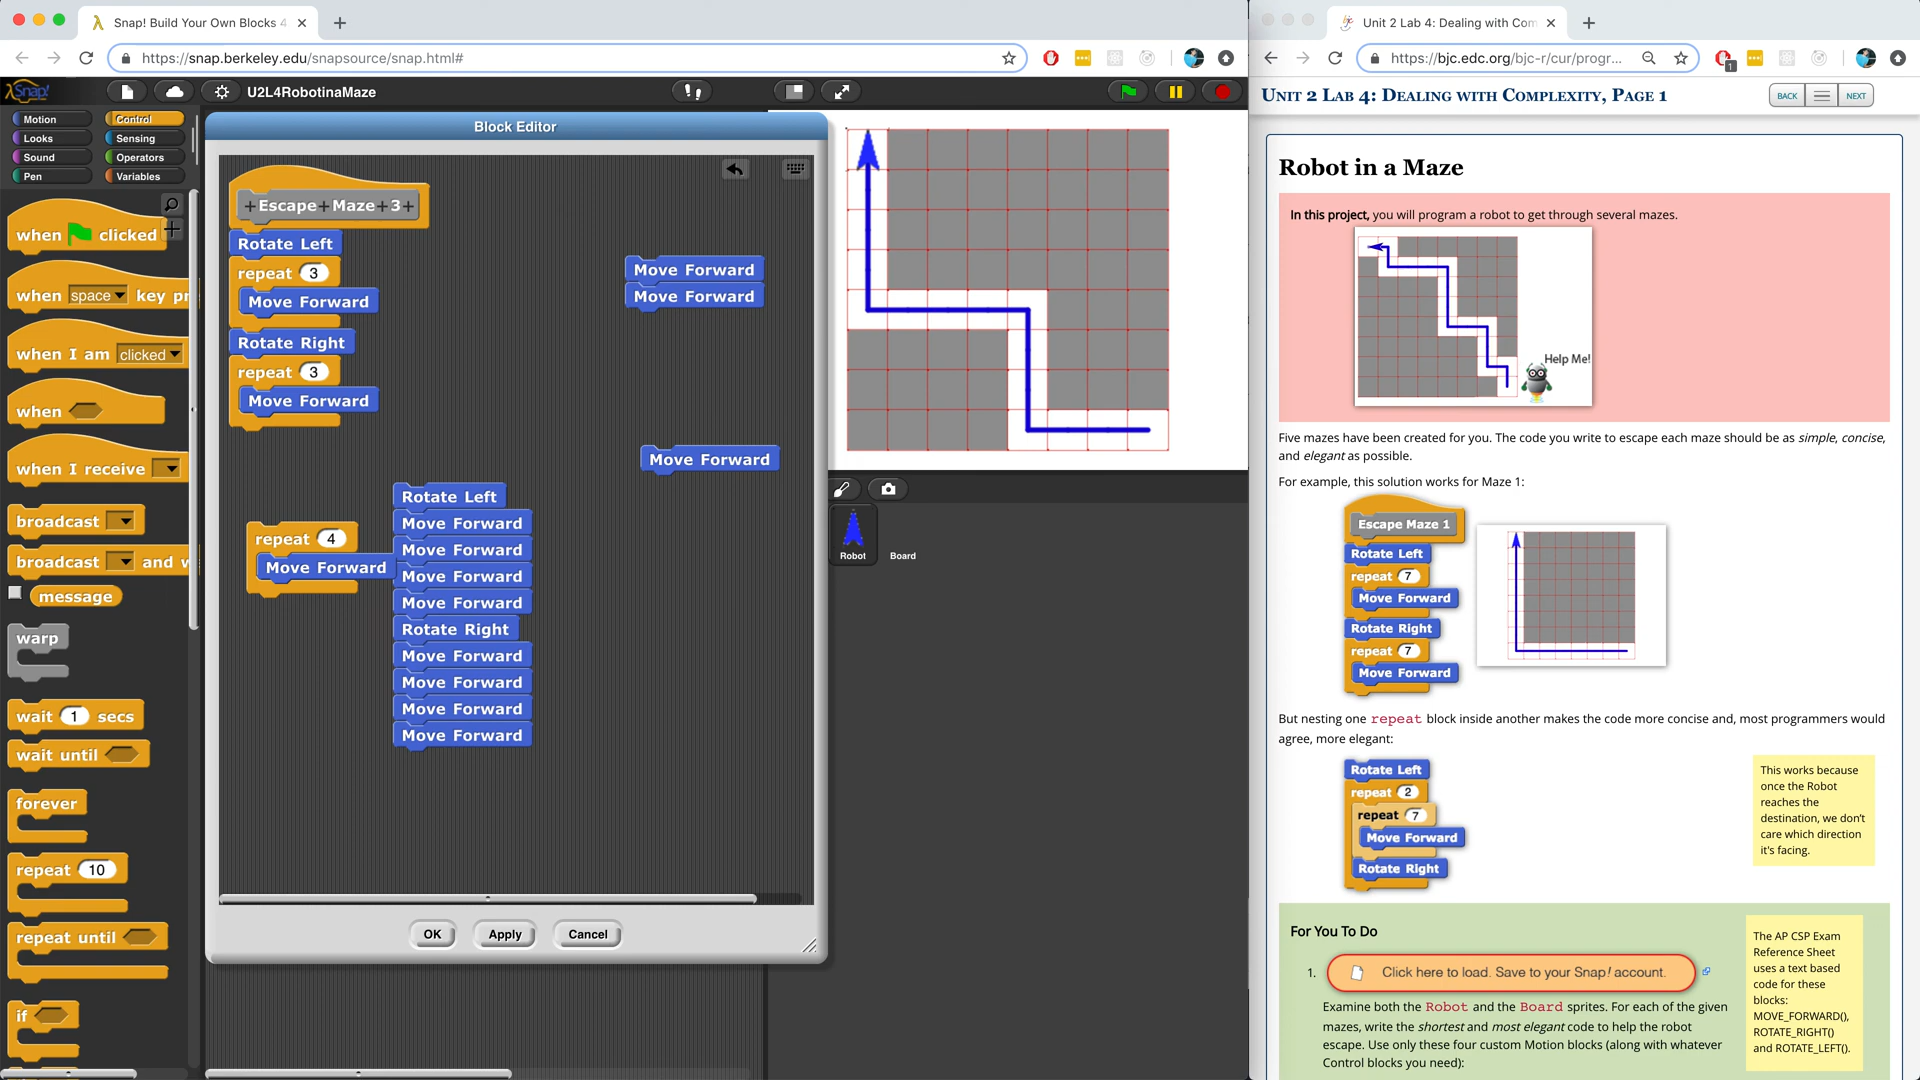 Snap! Build Your Own Blocks 4
https://snap.berkeley.edu/snapsource/snap.html#
Snap!
U2L4RobotinaMaze
Motion
Control
Looks
Sensing
Sound
Operators
Pen
Variables
when clicked
when space key pr
when I am clicked
when
when I receive
broadcast
broadcast and w
message
warp
wait 1 secs
wait until
forever
repeat 10
repeat until
if
Block Editor
Escape Maze 3
Rotate Left
repeat 3
Move Forward
Rotate Right
repeat 3
Move Forward
Move Forward
Move Forward
Move Forward
repeat 4
Move Forward
Rotate Left
Move Forward
Move Forward
Move Forward
Move Forward
Rotate Right
Move Forward
Move Forward
Move Forward
Move Forward
OK
Apply
Cancel
Robot
Board
Unit 2 Lab 4: Dealing with Com
https://bjc.edc.org/bjc-r/cur/progr...
1
Unit 2 Lab 4: Dealing with Complexity, Page 1
BACK
NEXT
Robot in a Maze
In this project, you will program a robot to get through several mazes.
Help Me!
Five mazes have been created for you. The code you write to escape each maze should be as simple, concise,
and elegant as possible.
For example, this solution works for Maze 1:
Escape Maze 1
Rotate Left
repeat 7
Move Forward
Rotate Right
repeat 7
Move Forward
But nesting one repeat block inside another makes the code more concise and, most programmers would
agree, more elegant:
Rotate Left
repeat 2
repeat 7
Move Forward
Rotate Right
This works because
once the Robot
reaches the
destination, we don't
care which direction
it's facing.
For You To Do
1.
Click here to load. Save to your Snap! account.
Examine both the Robot and the Board sprites. For each of the given
mazes, write the shortest and most elegant code to help the robot
escape. Use only these four custom Motion blocks (along with whatever
Control blocks you need):
The AP CSP Exam
Reference Sheet
uses a text based
code for these
blocks:
MOVE_FORWARD(),
ROTATE_RIGHT()
and ROTATE_LEFT().